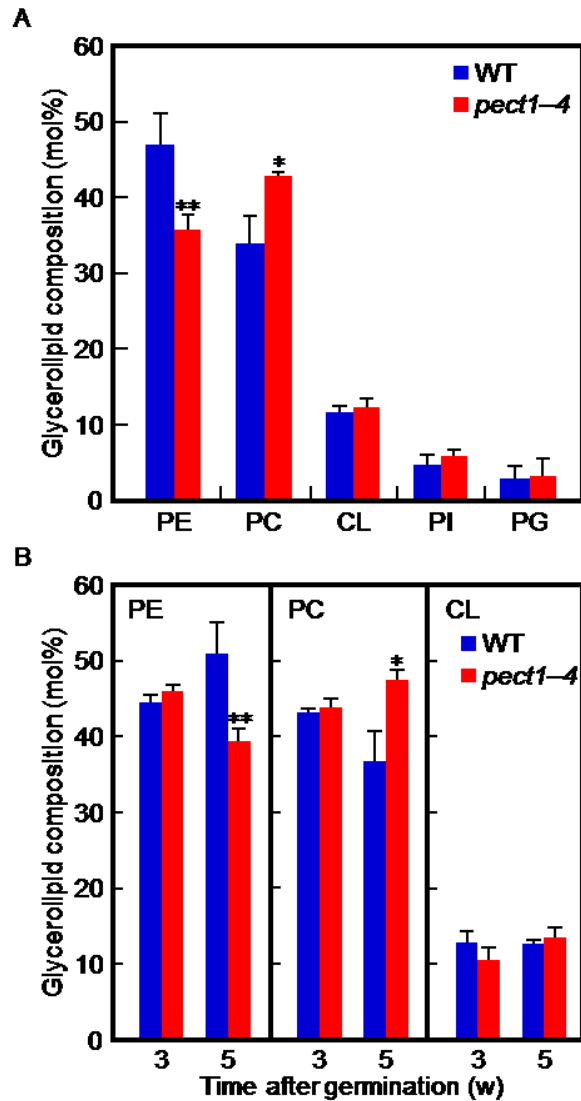 A
Glycerolipid composition (mol%)
60
50
40
30
20
10
0
WT
pect1–4
**
*
PE PC CL PI PG
B
Glycerolipid composition (mol%)
60
50
40
30
20
10
0
PE PC CL
WT
pect1–4
**
*
3 5 3 5 3 5
Time after germination (w)